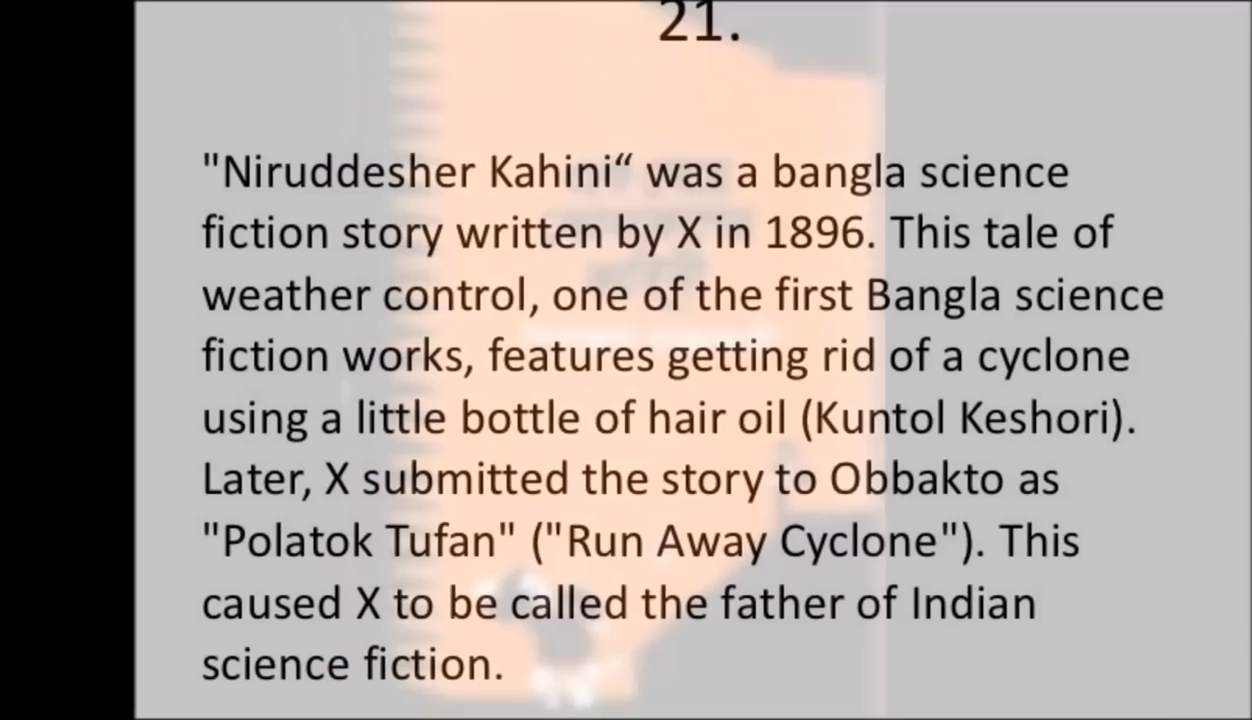 21.
"Niruddesher Kahini“ was a bangla science
fiction story written by X in 1896. This tale of
weather control, one of the first Bangla science
fiction works, features getting rid of a cyclone
using a little bottle of hair oil (Kuntol Keshori).
Later, X submitted the story to Obbakto as
"Polatok Tufan" ("Run Away Cyclone"). This
caused X to be called the father of Indian
science fiction.